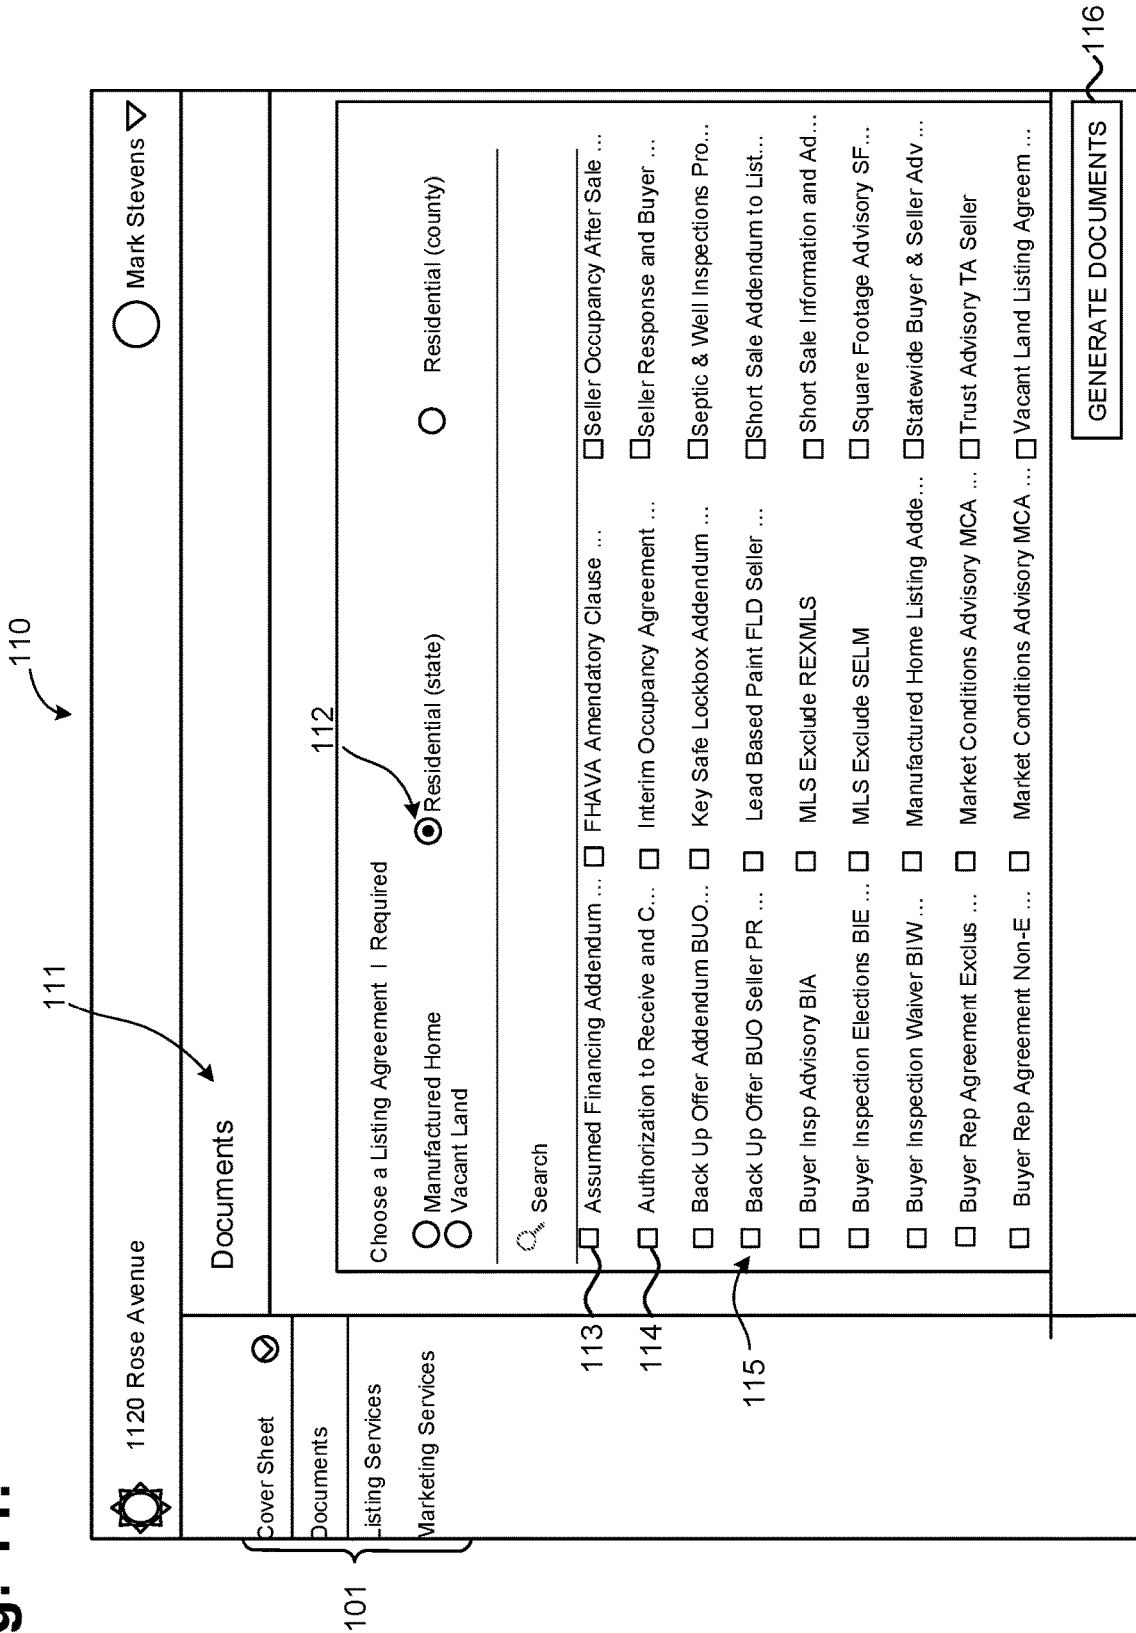 110
1120 Rose Avenue
Mark Stevens
111
Cover Sheet
Documents
Listing Services
Marketing Services
101
Documents
Choose a Listing Agreement | Required
112
Manufactured Home
Residential (state)
Residential (county)
Vacant Land
Search
113
Assumed Financing Addendum ...
FHAVA Amendatory Clause ...
Seller Occupancy After Sale ...
114
Authorization to Receive and C...
Interim Occupancy Agreement ...
Seller Response and Buyer ...
Back Up Offer Addendum BUO...
Key Safe Lockbox Addendum ...
Septic & Well Inspections Pro...
115
Back Up Offer BUO Seller PR ...
Lead Based Paint FLD Seller ...
Short Sale Addendum to List...
Buyer Insp Advisory BIA
MLS Exclude REXMLS
Short Sale Information and Ad...
Buyer Inspection Elections BIE ...
MLS Exclude SELM
Square Footage Advisory SF...
Buyer Inspection Waiver BIW...
Manufactured Home Listing Adde...
Statewide Buyer & Seller Adv ...
Buyer Rep Agreement Exclus ...
Market Conditions Advisory MCA ...
Trust Advisory TA Seller
Buyer Rep Agreement Non-E ...
Market Conditions Advisory MCA ...
Vacant Land Listing Agreem ...
GENERATE DOCUMENTS
116